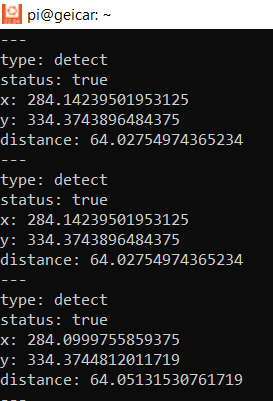 pi@geicar: ~
---
type: detect
status: true
x: 284.14239501953125
y: 334.3743896484375
distance: 64.02754974365234
---
type: detect
status: true
x: 284.14239501953125
y: 334.3743896484375
distance: 64.02754974365234
---
type: detect
status: true
x: 284.0999755859375
y: 334.3744812011719
distance: 64.05131530761719
---